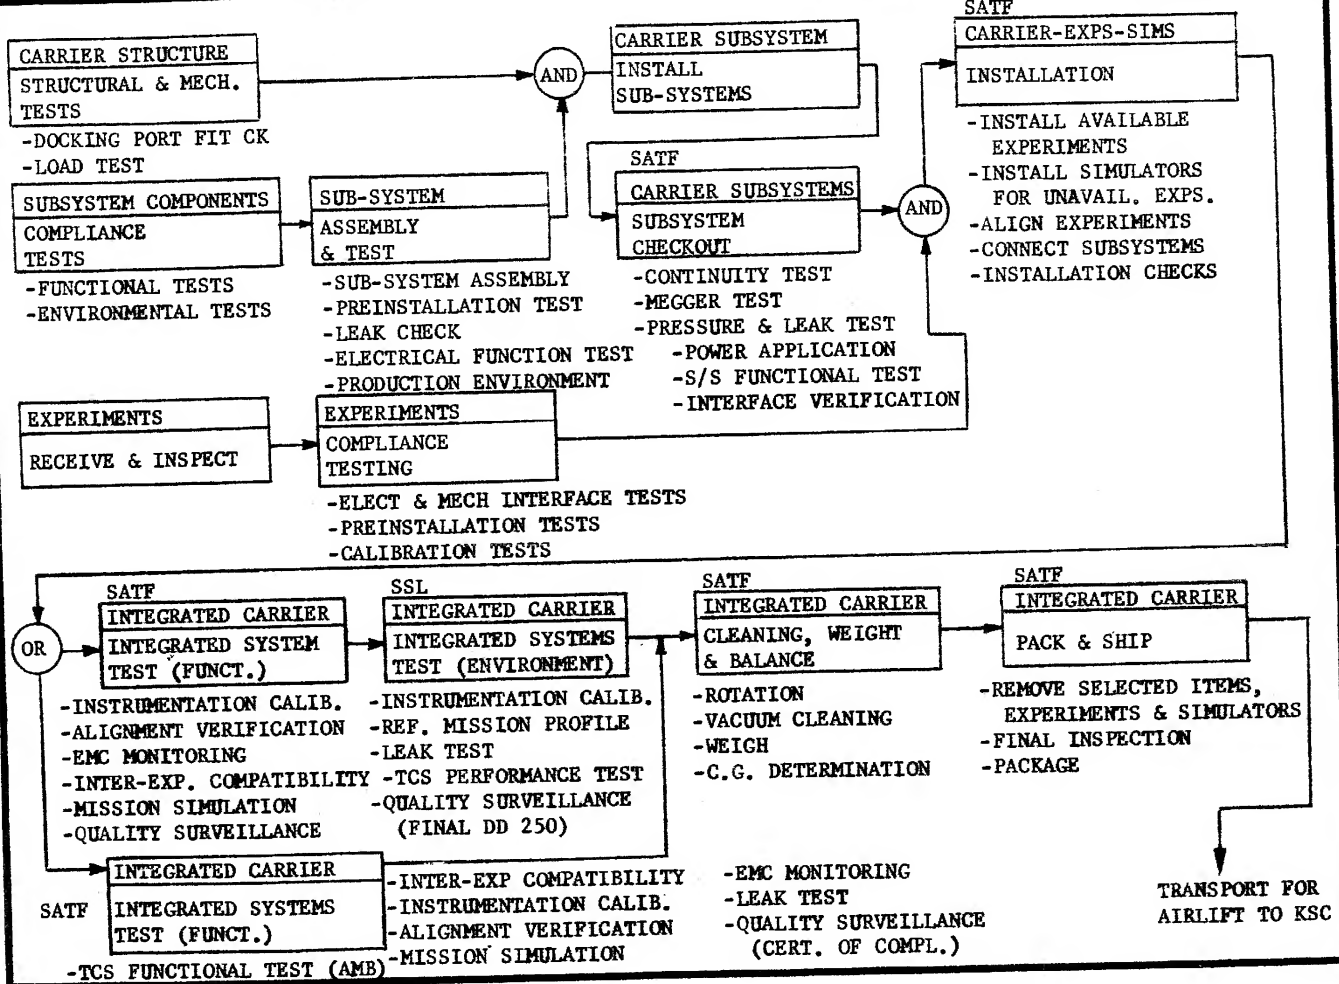 CARRIER STRUCTURE
STRUCTURAL & MECH.
TESTS
-DOCKING PORT FIT CK
-LOAD TEST
AND
CARRIER SUBSYSTEM
INSTALL
SUB-SYSTEMS
SATF
CARRIER-EXPS-SIMS
INSTALLATION
-INSTALL AVAILABLE
EXPERIMENTS
-INSTALL SIMULATORS
FOR UNAVAIL. EXPS.
-ALIGN EXPERIMENTS
-CONNECT SUBSYSTEMS
-INSTALLATION CHECKS
SUBSYSTEM COMPONENTS
COMPLIANCE
TESTS
-FUNCTIONAL TESTS
-ENVIRONMENTAL TESTS
SUB-SYSTEM
ASSEMBLY
& TEST
-SUB-SYSTEM ASSEMBLY
-PREINSTALLATION TEST
-LEAK CHECK
-ELECTRICAL FUNCTION TEST
-PRODUCTION ENVIRONMENT
SATF
CARRIER SUBSYSTEMS
SUBSYSTEM
CHECKOUT
-CONTINUITY TEST
-MEGGER TEST
-PRESSURE & LEAK TEST
-POWER APPLICATION
-S/S FUNCTIONAL TEST
-INTERFACE VERIFICATION
AND
EXPERIMENTS
RECEIVE & INSPECT
EXPERIMENTS
COMPLIANCE
TESTING
-ELECT & MECH INTERFACE TESTS
-PREINSTALLATION TESTS
-CALIBRATION TESTS
OR
SATF
INTEGRATED CARRIER
INTEGRATED SYSTEM
TEST (FUNCT.)
-INSTRUMENTATION CALIB.
-ALIGNMENT VERIFICATION
-EMC MONITORING
-INTER-EXP. COMPATIBILITY
-MISSION SIMULATION
-QUALITY SURVEILLANCE
SSL
INTEGRATED CARRIER
INTEGRATED SYSTEMS
TEST (ENVIRONMENT)
-INSTRUMENTATION CALIB.
-REF. MISSION PROFILE
-LEAK TEST
-TCS PERFORMANCE TEST
-QUALITY SURVEILLANCE
(FINAL DD 250)
SATF
INTEGRATED CARRIER
CLEANING, WEIGHT
& BALANCE
-ROTATION
-VACUUM CLEANING
-WEIGH
-C.G. DETERMINATION
SATF
INTEGRATED CARRIER
PACK & SHIP
-REMOVE SELECTED ITEMS,
EXPERIMENTS & SIMULATORS
-FINAL INSPECTION
-PACKAGE
SATF
INTEGRATED CARRIER
INTEGRATED SYSTEMS
TEST (FUNCT.)
-TCS FUNCTIONAL TEST (AMB)
-INTER-EXP COMPATIBILITY
-INSTRUMENTATION CALIB.
-ALIGNMENT VERIFICATION
-MISSION SIMULATION
-EMC MONITORING
-LEAK TEST
-QUALITY SURVEILLANCE
(CERT. OF COMPL.)
TRANSPORT FOR
AIRLIFT TO KSC